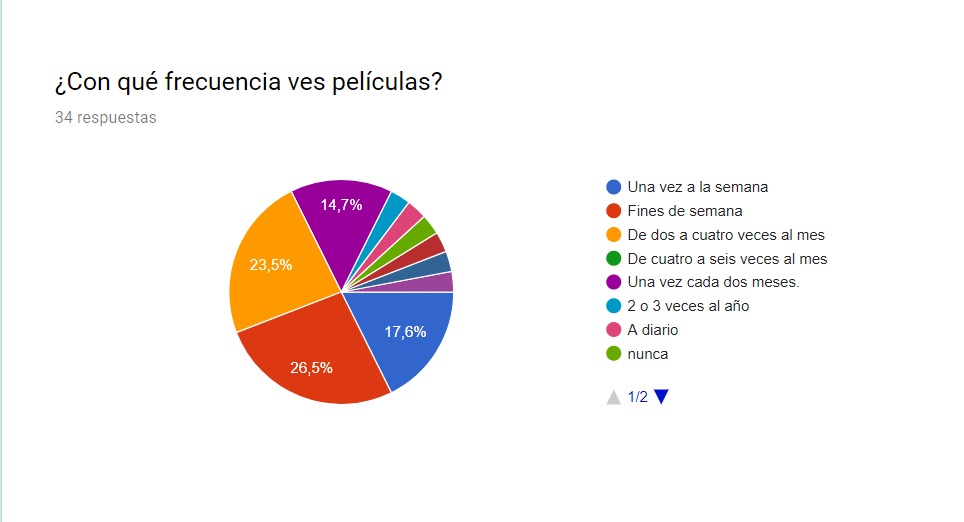 ¿Con qué frecuencia ves películas?
34 respuestas
14,7%
23,5%
17,6%
26,5%
Una vez a la semana
Fines de semana
De dos a cuatro veces al mes
De cuatro a seis veces al mes
Una vez cada dos meses.
2 o 3 veces al año
A diario
nunca
1/2